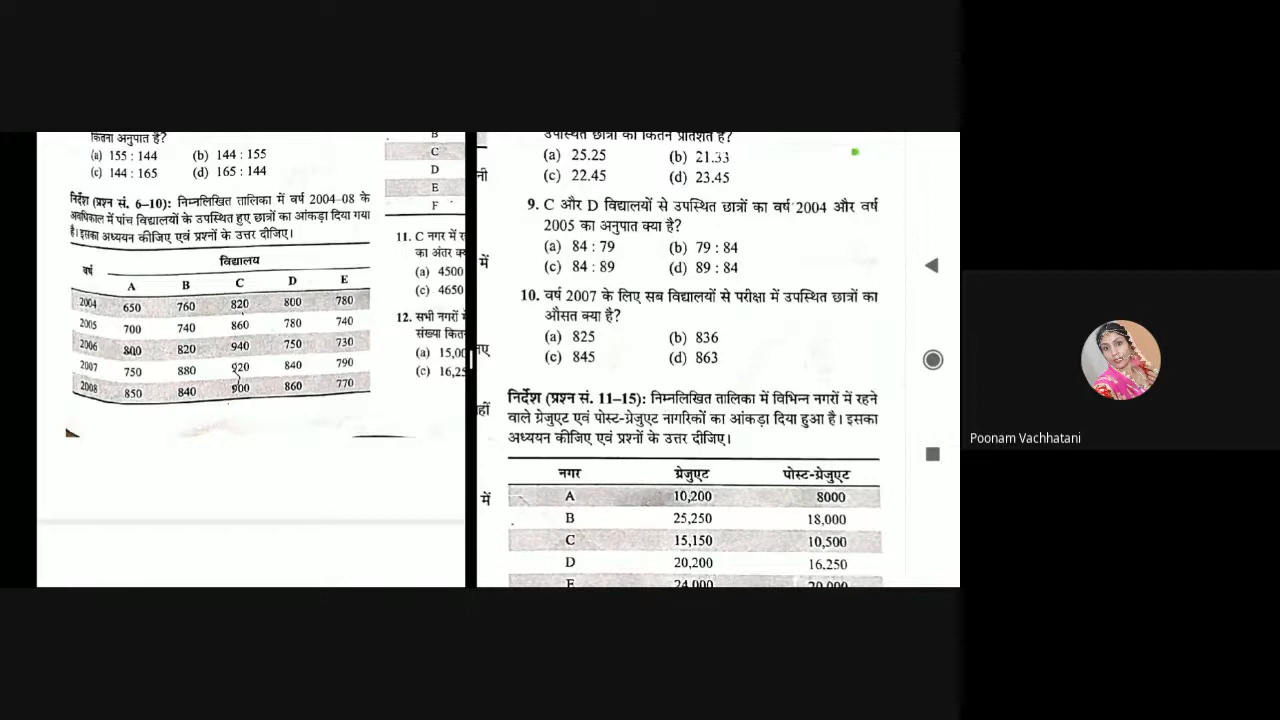 कितना अनुपात है?
(a) 155 : 144 (b) 144 : 155
(c) 144 : 165 (d) 165 : 144
निर्देश (प्रश्न सं. 6–10): निम्नलिखित तालिका में वर्ष 2004–08 के
अवधिकाल में पांच विद्यालयों के उपस्थित हुए छात्रों का आंकड़ा दिया गया
है। इसका अध्ययन कीजिए एवं प्रश्नों के उत्तर दीजिए।
वर्ष विद्यालय
A B C D E
2004 650 760 820 800 780
2005 700 740 860 780 740
2006 800 820 940 750 730
2007 750 880 920 840 790
2008 850 840 900 860 770
B
C
D
E
F
11. C नगर में
का अंतर
(a) 4500
(c) 4650
12. सभी नगरों
संख्या
(a) 15,00
(c) 16,25
नी
में
हों
में
उपस्थित छात्रों का कितने प्रतिशत है?
(a) 25.25 (b) 21.33
(c) 22.45 (d) 23.45
9. C और D विद्यालयों से उपस्थित छात्रों का वर्ष 2004 और वर्ष
2005 का अनुपात क्या है?
(a) 84 : 79 (b) 79 : 84
(c) 84 : 89 (d) 89 : 84
10. वर्ष 2007 के लिए सब विद्यालयों से परीक्षा में उपस्थित छात्रों का
औसत क्या है?
(a) 825 (b) 836
(c) 845 (d) 863
निर्देश (प्रश्न सं. 11–15): निम्नलिखित तालिका में विभिन्न नगरों में रहने
वाले ग्रेजुएट एवं पोस्ट-ग्रेजुएट नागरिकों का आंकड़ा दिया हुआ है। इसका
अध्ययन कीजिए एवं प्रश्नों के उत्तर दीजिए।
नगर ग्रेजुएट पोस्ट-ग्रेजुएट
A 10,200 8000
B 25,250 18,000
C 15,150 10,500
D 20,200 16,250
E 24,000 20,000
Poonam Vachhatani